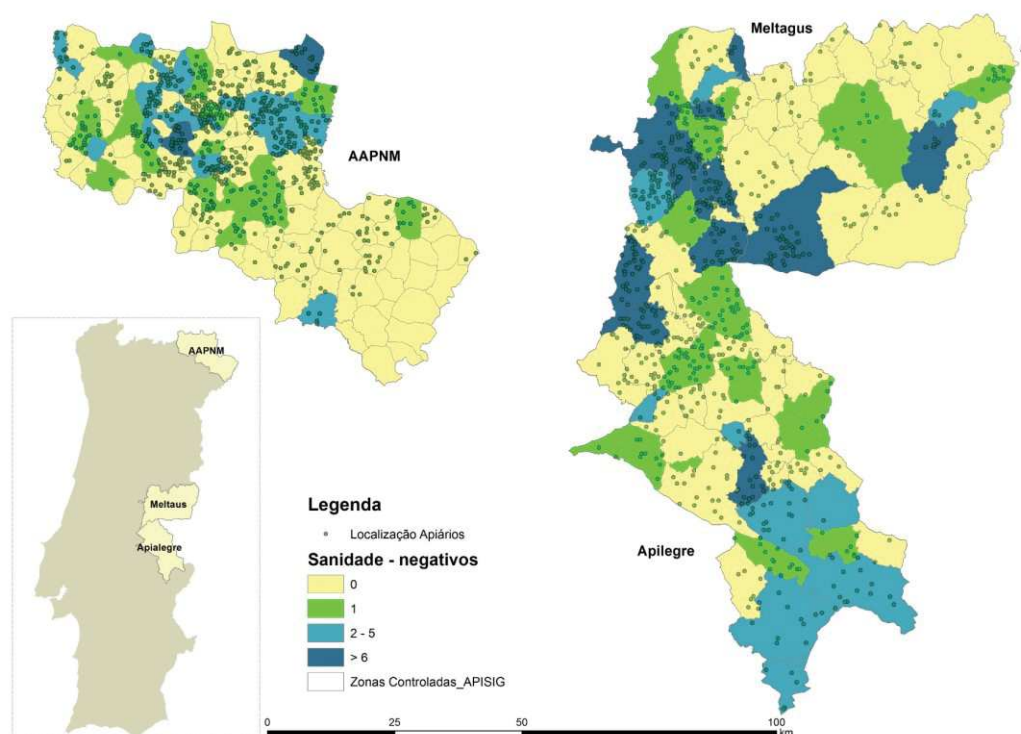 Meltagus
AAPNM
AAPNM
Meltaus
Apialegre
Legenda
Localização Apiários
Sanidade - negativos
0
1
2 - 5
> 6
Zonas Controladas_APISIG
Apilegre
0 25 50 100
km